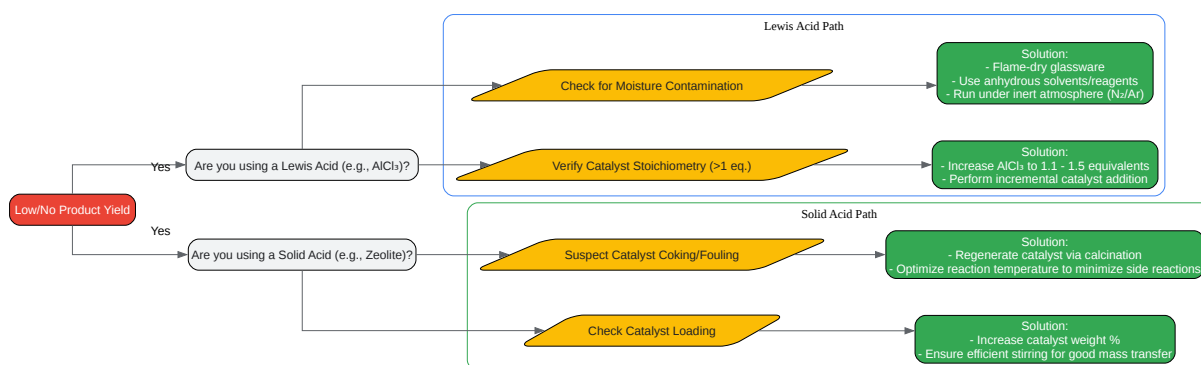 Lewis Acid Path
Solution:
- Flame-dry glassware
- Use anhydrous solvents/reagents
- Run under inert atmosphere (N₂/Ar)
Check for Moisture Contamination
Yes
Are you using a Lewis Acid (e.g., AlCl₃)?
Verify Catalyst Stoichiometry (>1 eq.)
Solution:
- Increase AlCl₃ to 1.1 - 1.5 equivalents
- Perform incremental catalyst addition
Low/No Product Yield
Solid Acid Path
Yes
Are you using a Solid Acid (e.g., Zeolite)?
Suspect Catalyst Coking/Fouling
Solution:
- Regenerate catalyst via calcination
- Optimize reaction temperature to minimize side reactions
Check Catalyst Loading
Solution:
- Increase catalyst weight %
- Ensure efficient stirring for good mass transfer